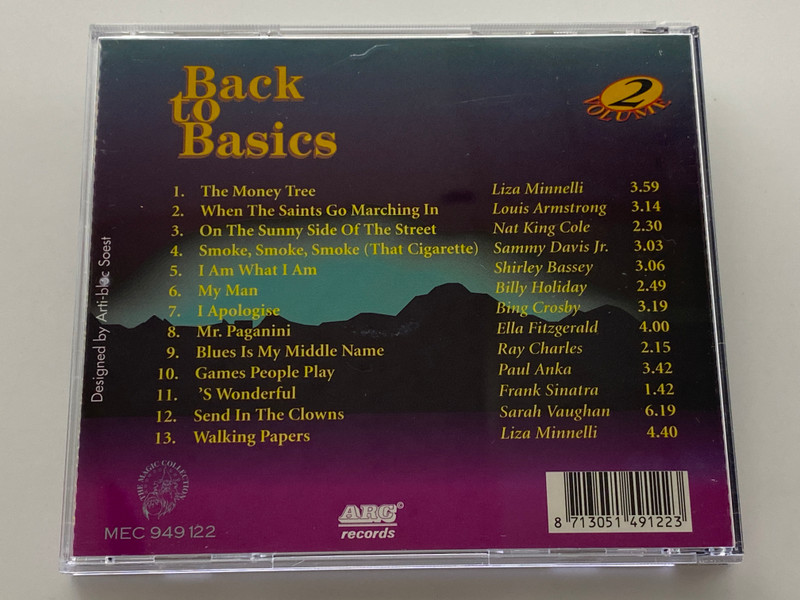 Back
to
Basics
2
VOLUME
1. The Money Tree Liza Minnelli 3.59
2. When The Saints Go Marching In Louis Armstrong 3.14
3. On The Sunny Side Of The Street Nat King Cole 2.30
4. Smoke, Smoke, Smoke (That Cigarette) Sammy Davis Jr. 3.03
5. I Am What I Am Shirley Bassey 3.06
6. My Man Billy Holiday 2.49
7. I Apologise Bing Crosby 3.19
8. Mr. Paganini Ella Fitzgerald 4.00
9. Blues Is My Middle Name Ray Charles 2.15
10. Games People Play Paul Anka 3.42
11. 'S Wonderful Frank Sinatra 1.42
12. Send In The Clowns Sarah Vaughan 6.19
13. Walking Papers Liza Minnelli 4.40
Designed by Arti-bloc Soest
THE MAGIC COLLECTION
MEC 949122
ARC©
records
8 713051 491223